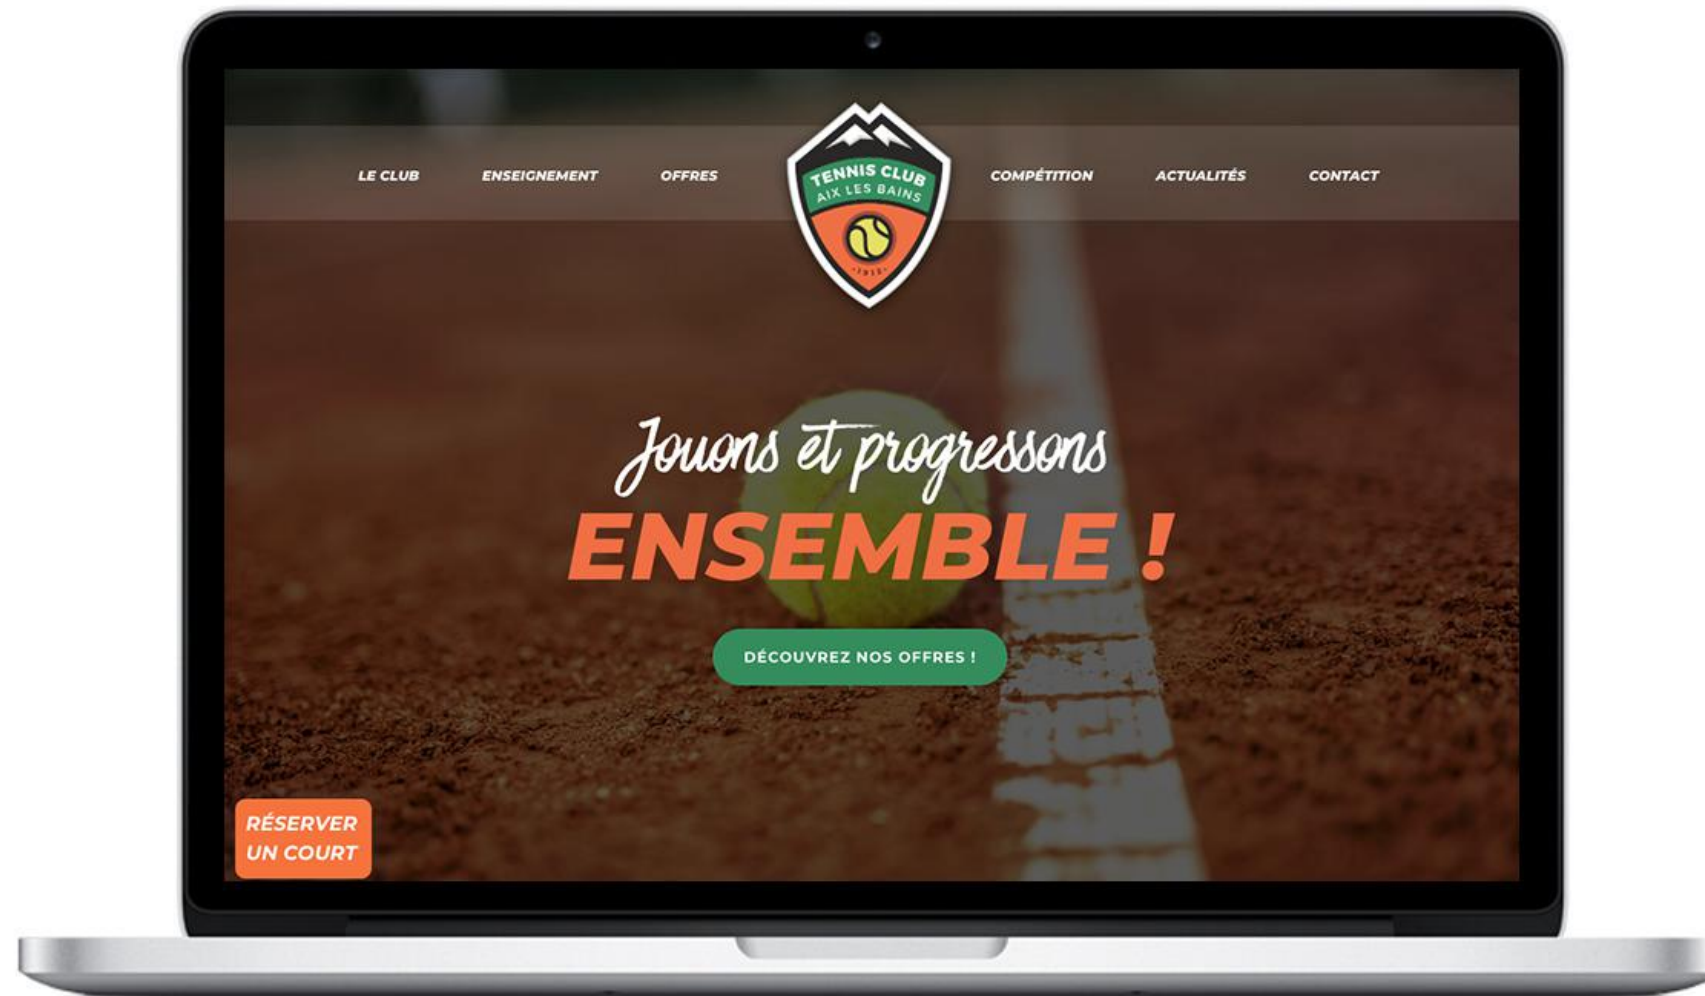 LE CLUB
ENSEIGNEMENT
OFFRES
TENNIS CLUB
AIX LES BAINS
·1912·
COMPÉTITION
ACTUALITÉS
CONTACT
Jouons et progressons
ENSEMBLE !
DÉCOUVREZ NOS OFFRES !
RÉSERVER
UN COURT